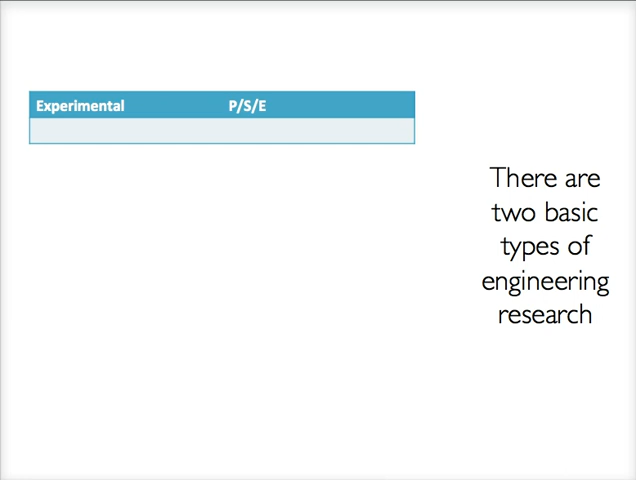 Experimental P/S/E
There are
two basic
types of
engineering
research